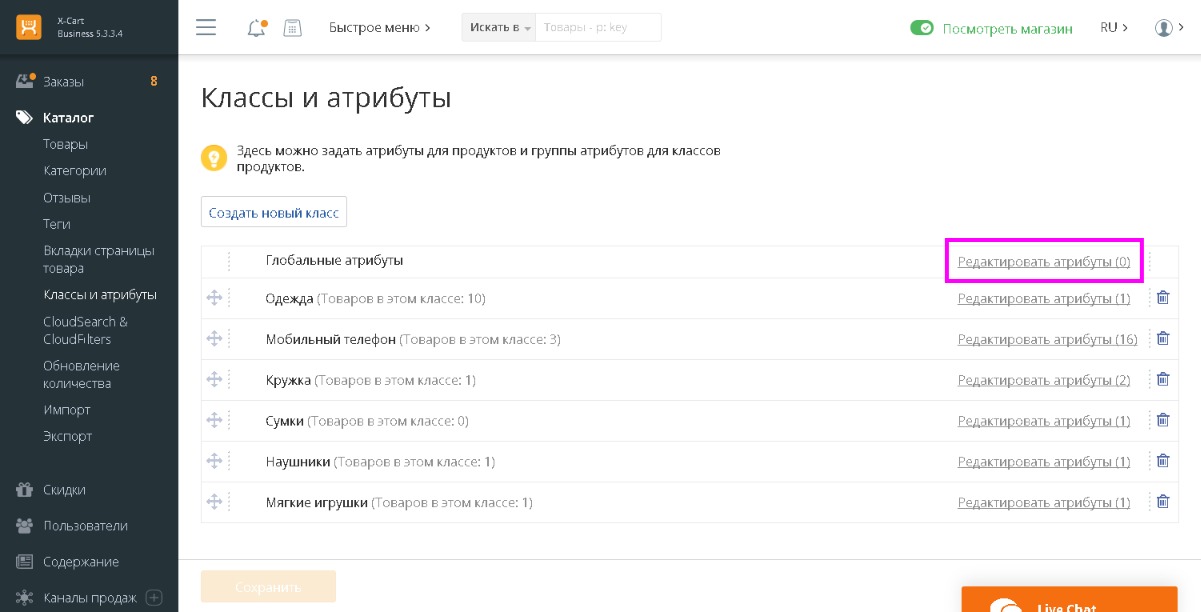 X-Cart
Business 5.3.3.4
Быстрое меню
Искать в
Товары - p: key
Посмотреть магазин
RU
Заказы
8
Каталог
Товары
Категории
Отзывы
Теги
Вкладки страницы
товара
Классы и атрибуты
CloudSearch &
CloudFilters
Обновление
количества
Импорт
Экспорт
Скидки
Пользователи
Содержание
Каналы продаж
Классы и атрибуты
Здесь можно задать атрибуты для продуктов и группы атрибутов для классов
продуктов.
Создать новый класс
Глобальные атрибуты
Редактировать атрибуты (0)
Одежда (Товаров в этом классе: 10)
Редактировать атрибуты (1)
Мобильный телефон (Товаров в этом классе: 3)
Редактировать атрибуты (16)
Кружка (Товаров в этом классе: 1)
Редактировать атрибуты (2)
Сумки (Товаров в этом классе: 0)
Редактировать атрибуты (1)
Наушники (Товаров в этом классе: 1)
Редактировать атрибуты (1)
Мягкие игрушки (Товаров в этом классе: 1)
Редактировать атрибуты (1)
Сохранить
Live Chat